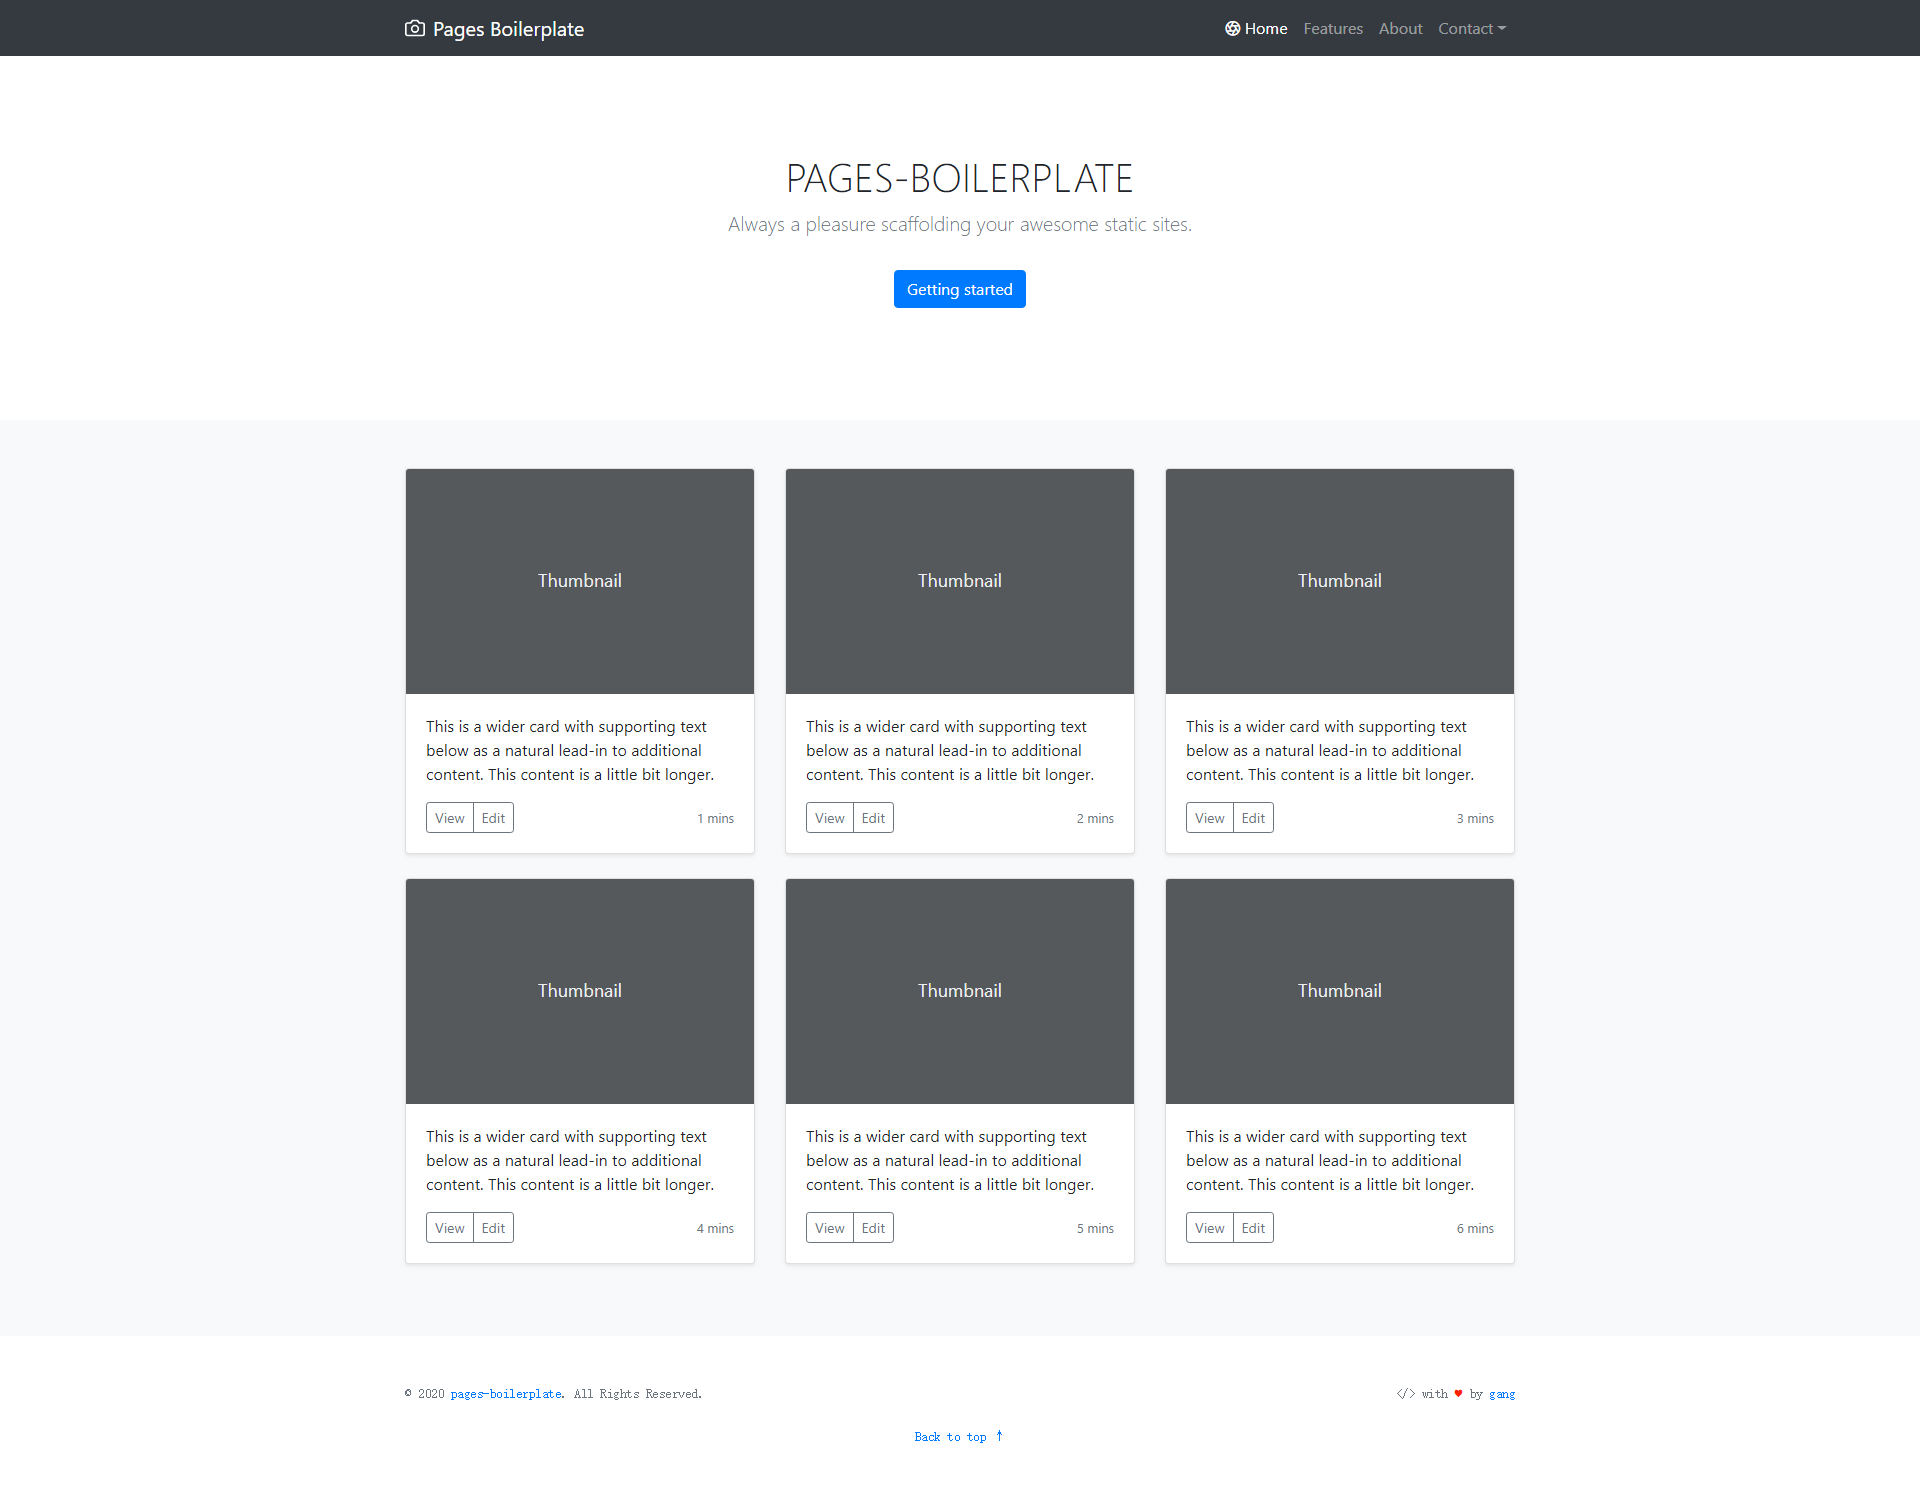 Pages Boilerplate
Home Features About Contact
PAGES-BOILERPLATE
Always a pleasure scaffolding your awesome static sites.
Getting started
Thumbnail
This is a wider card with supporting text
below as a natural lead-in to additional
content. This content is a little bit longer.
View Edit 1 mins
Thumbnail
This is a wider card with supporting text
below as a natural lead-in to additional
content. This content is a little bit longer.
View Edit 2 mins
Thumbnail
This is a wider card with supporting text
below as a natural lead-in to additional
content. This content is a little bit longer.
View Edit 3 mins
Thumbnail
This is a wider card with supporting text
below as a natural lead-in to additional
content. This content is a little bit longer.
View Edit 4 mins
Thumbnail
This is a wider card with supporting text
below as a natural lead-in to additional
content. This content is a little bit longer.
View Edit 5 mins
Thumbnail
This is a wider card with supporting text
below as a natural lead-in to additional
content. This content is a little bit longer.
View Edit 6 mins
© 2020 pages-boilerplate. All Rights Reserved.
</> with ♥ by gang
Back to top ↑